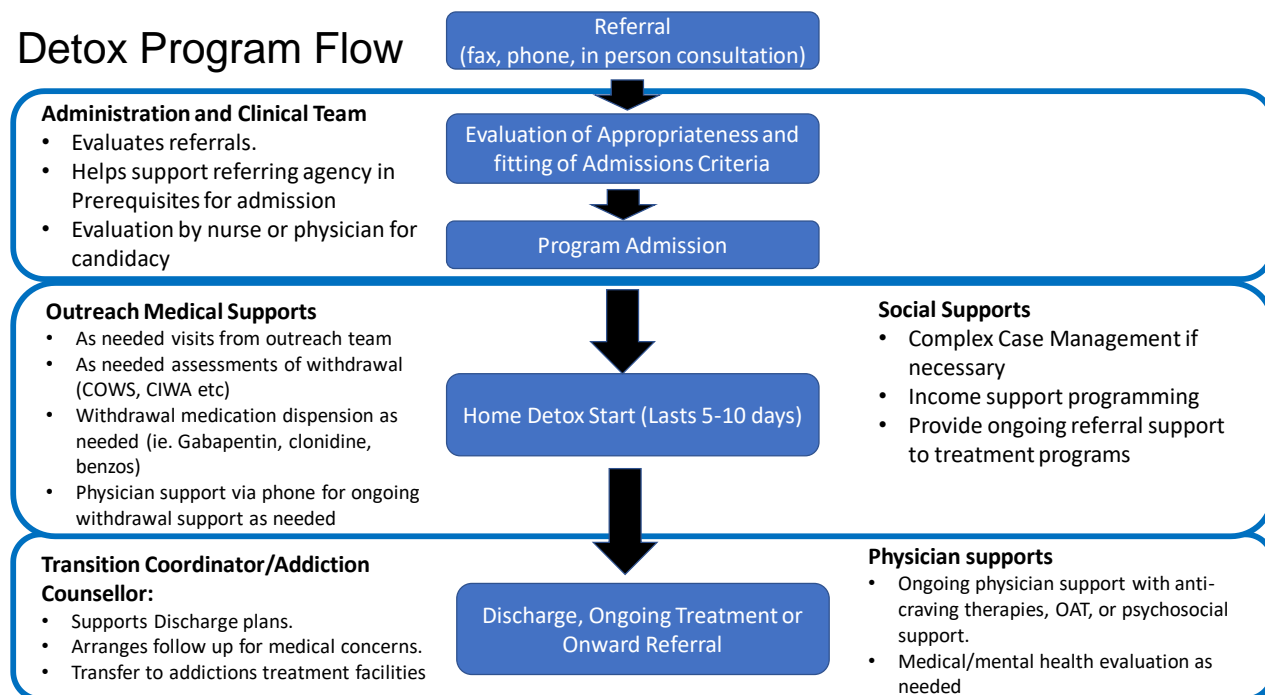 Detox Program Flow
Referral
(fax, phone, in person consultation)
Administration and Clinical Team
• Evaluates referrals.
• Helps support referring agency in
Prerequisites for admission
• Evaluation by nurse or physician for
candidacy
Evaluation of Appropriateness and
fitting of Admissions Criteria
Program Admission
Outreach Medical Supports
• As needed visits from outreach team
• As needed assessments of withdrawal
(COWS, CIWA etc)
• Withdrawal medication dispension as
needed (ie. Gabapentin, clonidine,
benzos)
• Physician support via phone for ongoing
withdrawal support as needed
Home Detox Start (Lasts 5-10 days)
Social Supports
• Complex Case Management if
necessary
• Income support programming
• Provide ongoing referral support
to treatment programs
Transition Coordinator/Addiction
Counsellor:
• Supports Discharge plans.
• Arranges follow up for medical concerns.
• Transfer to addictions treatment facilities
Discharge, Ongoing Treatment or
Onward Referral
Physician supports
• Ongoing physician support with anti-
craving therapies, OAT, or psychosocial
support.
• Medical/mental health evaluation as
needed